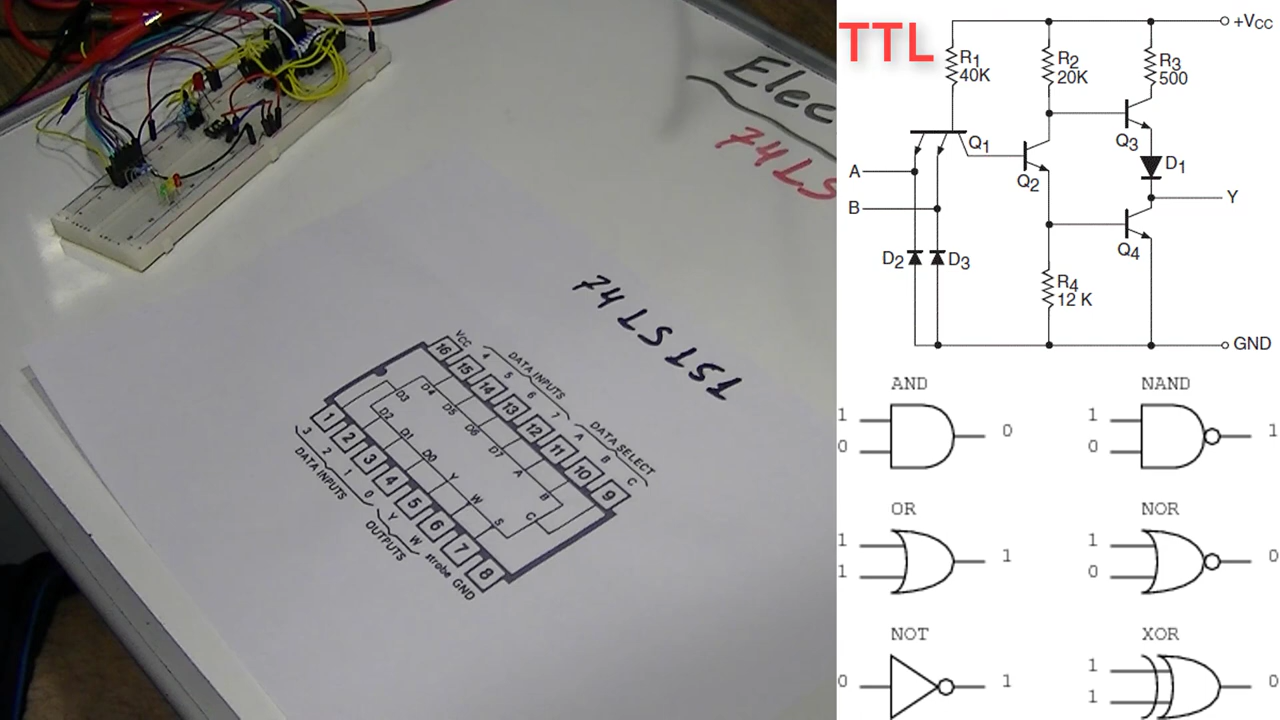 Elec
74LS
74LS151
Vcc
4 5 6 7
DATA INPUTS
A B C
DATA SELECT
16 15 14 13 12 11 10 9
D4 D5 D6 D7 A B C
D3 D2 D1 D0 Y W S
1 2 3 4 5 6 7 8
3 2 1 0
DATA INPUTS
Y W
OUTPUTS
strobe
GND
TTL
+VCC
R1
40K
R2
20K
R3
500
Q1
Q3
A
Q2
D1
B
Y
Q4
D2
D3
R4
12 K
GND
AND
1
0
0
NAND
1
0
1
OR
1
1
1
NOR
1
0
0
NOT
0
1
XOR
1
1
0